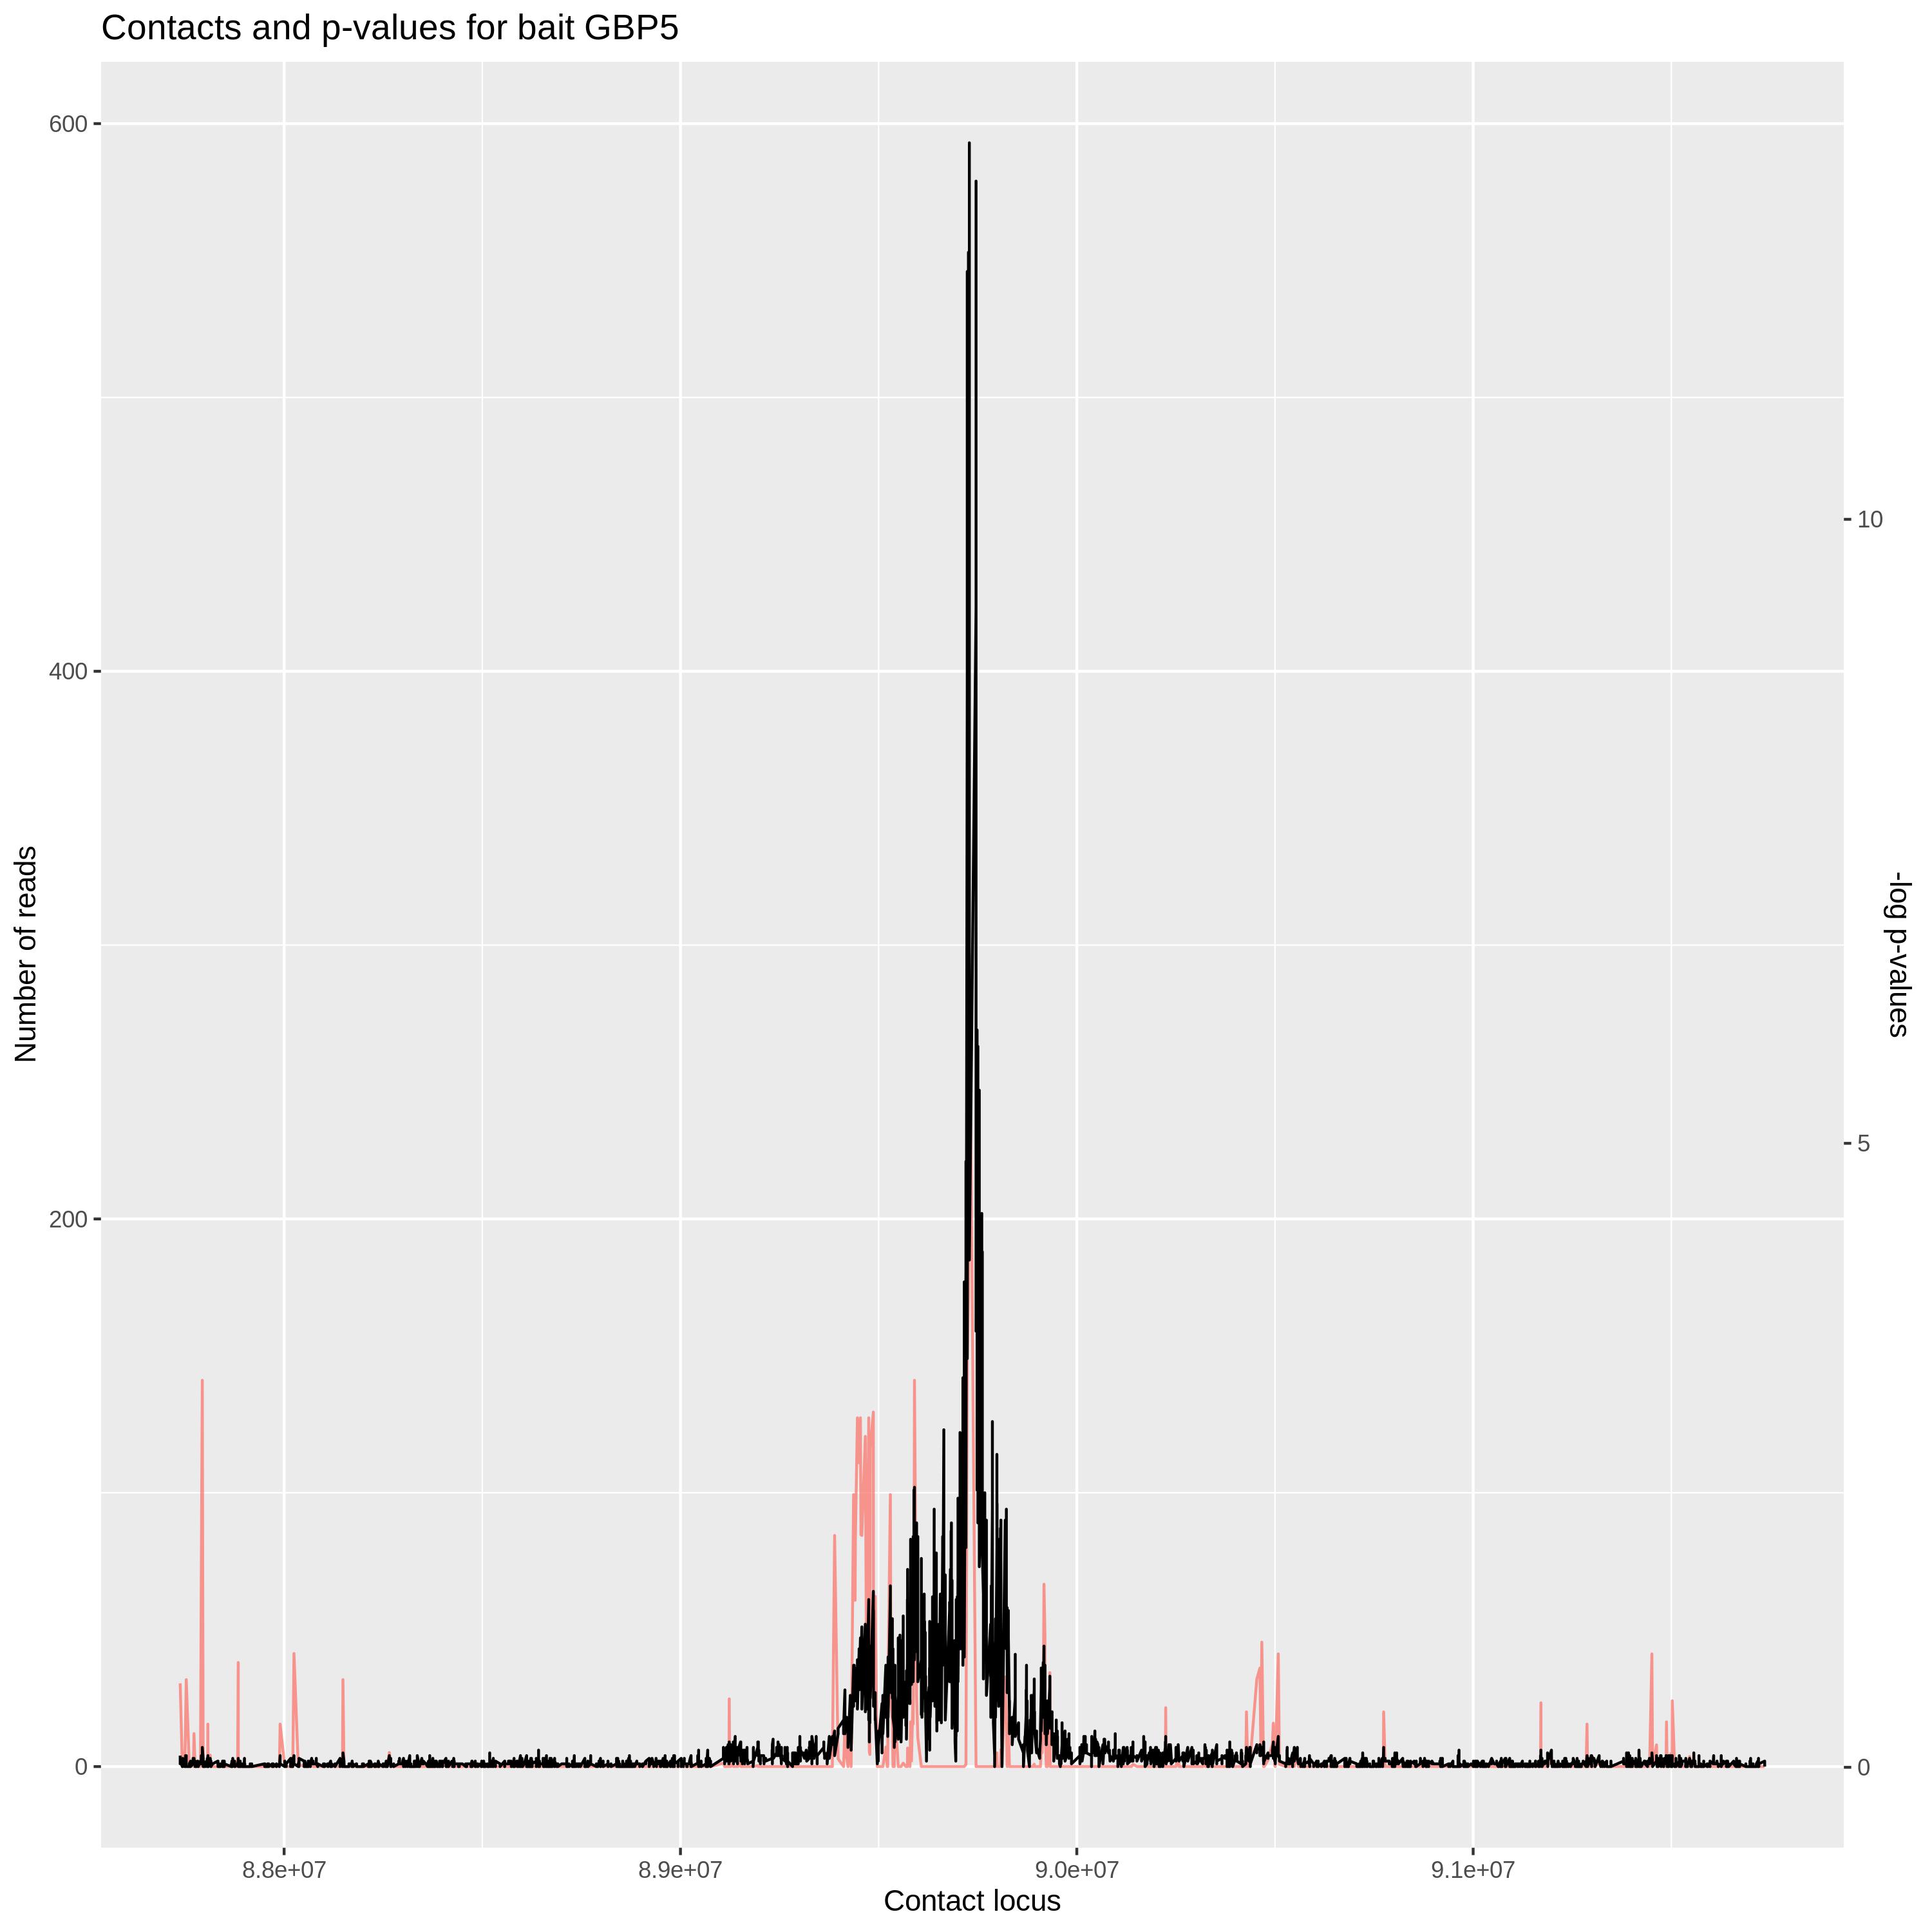 Contacts and p-values for bait GBP5
600
400
200
0
Number of reads
10
5
0
-log p-values
8.8e+07
8.9e+07
9.0e+07
9.1e+07
Contact locus